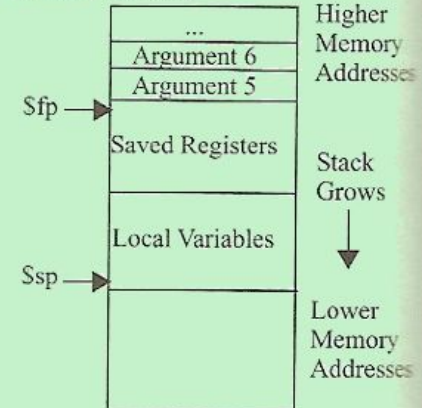 ...
Argument 6
Argument 5
$fp
Saved Registers
Local Variables
$sp
Higher
Memory
Addresses
Stack
Grows
Lower
Memory
Addresses